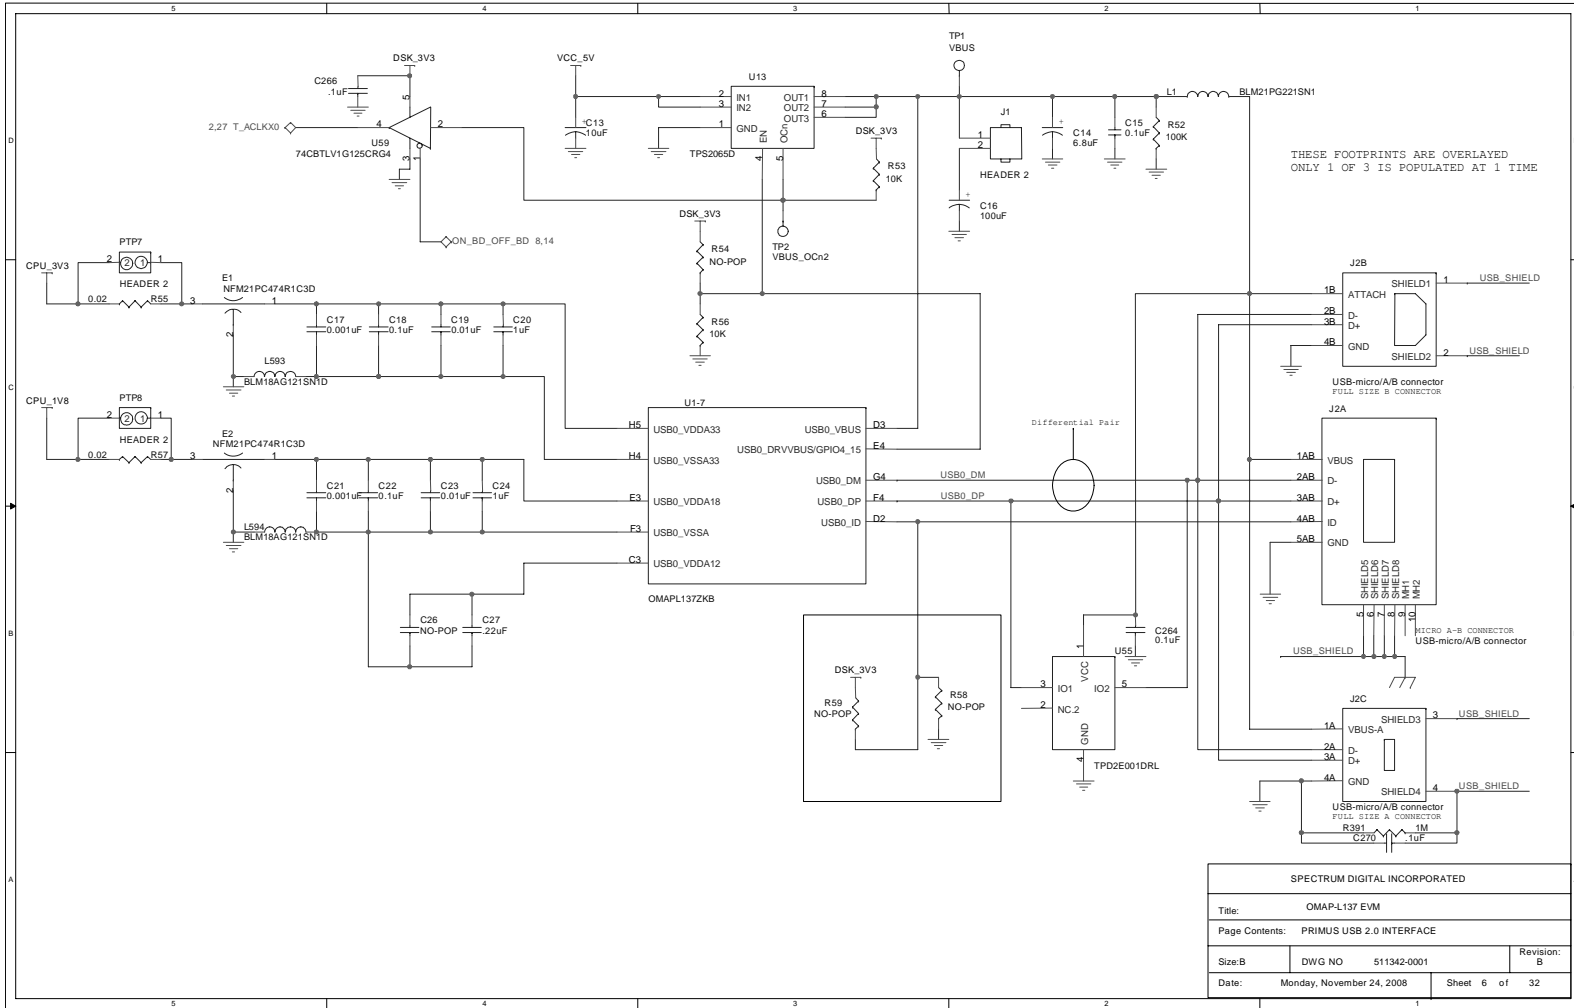 5 4 3 2 1
D
C
B
A
DSK_3V3
C266
.1uF
5
2,27 T_ACLKX0
4
2
U59
74CBTLV1G125CRG4
3
1
ON_BD_OFF_BD 8,14
VCC_5V
C13
10uF
+
U13
2 IN1
3 IN2
1 GND
OUT1 8
OUT2 7
OUT3 6
EN
OCn
4
5
TPS2065D
DSK_3V3
R53
10K
TP2
VBUS_OCn2
TP1
VBUS
J1
1
2
HEADER 2
C16
100uF
+
C14
6.8uF
+
C15
0.1uF
R52
100K
L1
BLM21PG221SN1
THESE FOOTPRINTS ARE OVERLAYED
ONLY 1 OF 3 IS POPULATED AT 1 TIME
DSK_3V3
R54
NO-POP
R56
10K
CPU_3V3
PTP7
2 2 1 1
HEADER 2
0.02
R55
3
E1
NFM21PC474R1C3D
1
2
C17
0.001uF
C18
0.1uF
C19
0.01uF
C20
1uF
L593
BLM18AG121SN1D
CPU_1V8
PTP8
2 2 1 1
HEADER 2
0.02
R57
3
E2
NFM21PC474R1C3D
1
2
C21
0.001uF
C22
0.1uF
C23
0.01uF
C24
1uF
L594
BLM18AG121SN1D
C26
NO-POP
C27
.22uF
U1-7
H5 USB0_VDDA33
H4 USB0_VSSA33
E3 USB0_VDDA18
F3 USB0_VSSA
C3 USB0_VDDA12
USB0_VBUS D3
USB0_DRVVBUS/GPIO4_15 E4
USB0_DM G4
USB0_DP F4
USB0_ID D2
OMAPL137ZKB
USB0_DM
USB0_DP
Differential Pair
DSK_3V3
R59
NO-POP
R58
NO-POP
C264
0.1uF
U55
1
VCC
3 IO1
IO2 5
2 NC.2
GND
4
TPD2E001DRL
J2B
1B ATTACH
2B D-
3B D+
4B GND
SHIELD1 1 USB_SHIELD
SHIELD2 2 USB_SHIELD
USB-micro/A/B connector
FULL SIZE B CONNECTOR
J2A
1AB VBUS
2AB D-
3AB D+
4AB ID
5AB GND
SHIELD5
SHIELD6
SHIELD7
SHIELD8
MH1
MH2
5 6 7 8 9 10
MICRO A-B CONNECTOR
USB-micro/A/B connector
USB_SHIELD
J2C
1A VBUS-A
2A D-
3A D+
4A GND
SHIELD3 3 USB_SHIELD
SHIELD4 4 USB_SHIELD
USB-micro/A/B connector
FULL SIZE A CONNECTOR
R391 1M
C270 .1uF
SPECTRUM DIGITAL INCORPORATED
Title: OMAP-L137 EVM
Page Contents: PRIMUS USB 2.0 INTERFACE
Size:B DWG NO 511342-0001 Revision: B
Date: Monday, November 24, 2008 Sheet 6 of 32
5 4 3 2 1